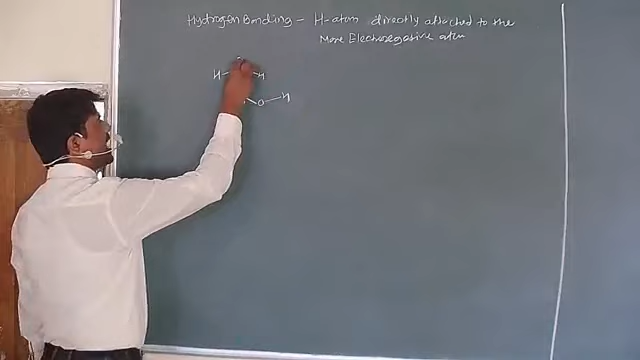 Hydrogen Bonding - H-atom directly attached to the
More Electronegative atom
H H
O-H